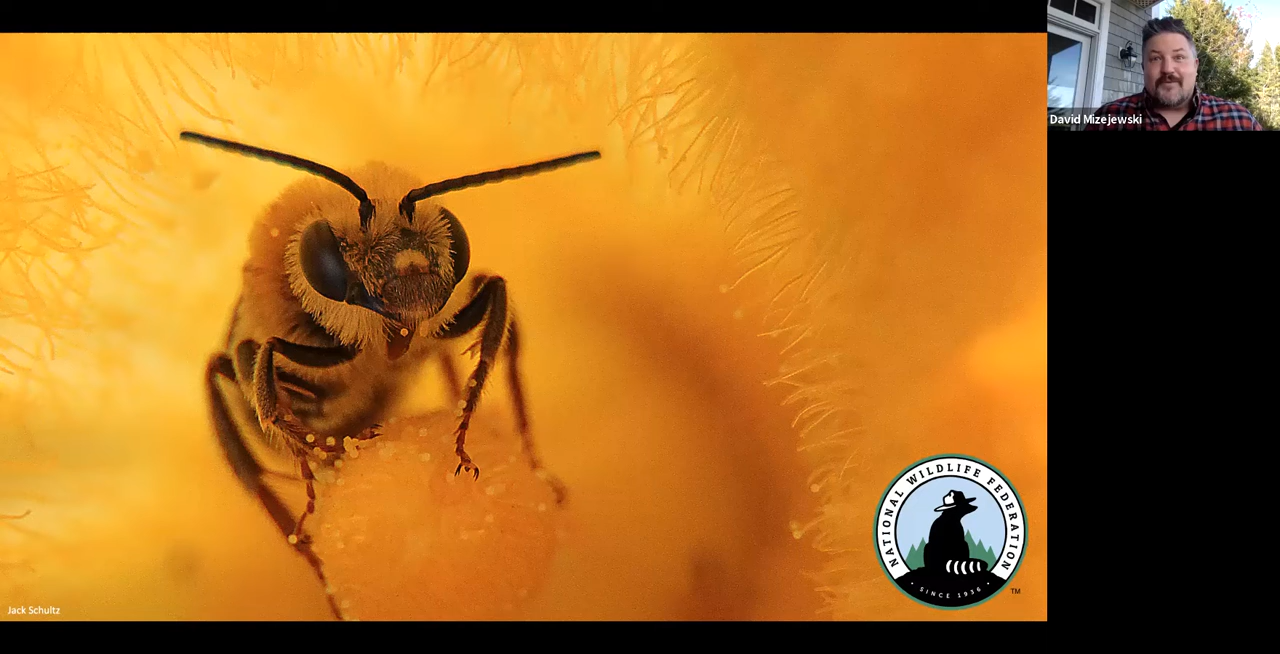 David Mizejewski
NATIONAL WILDLIFE FEDERATION
· SINCE 1936 ·
TM
Jack Schultz